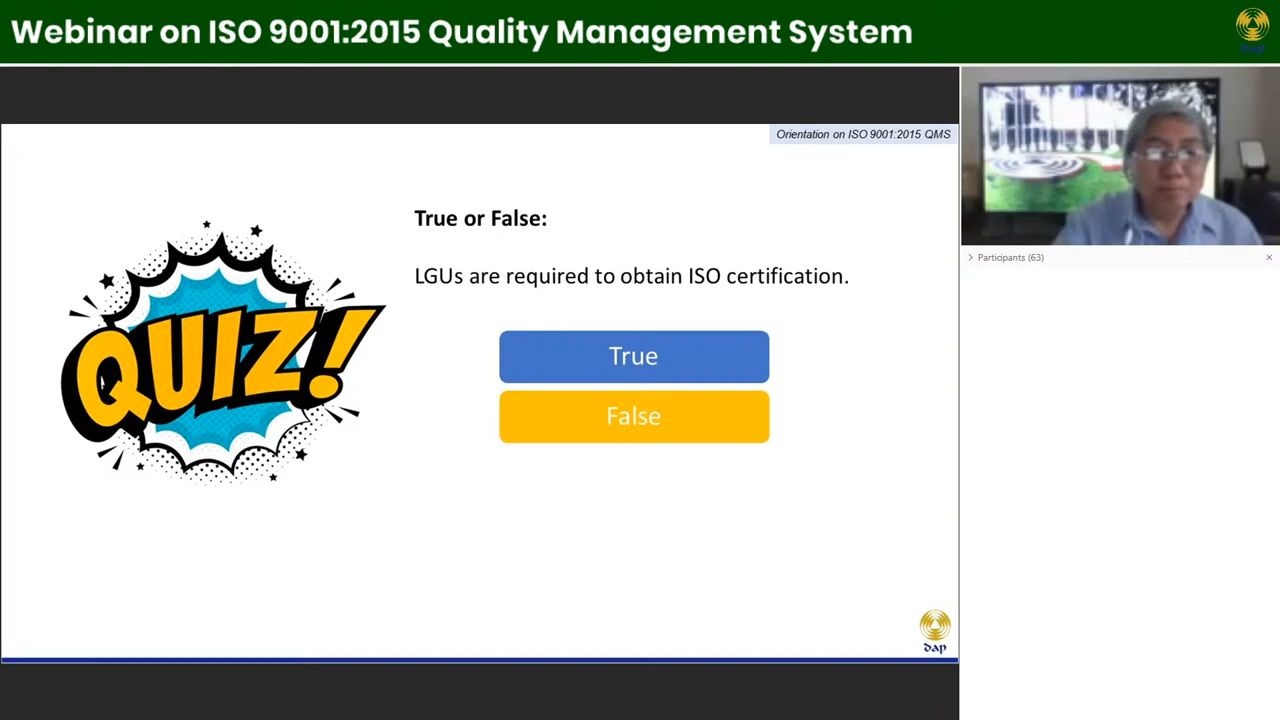 Webinar on ISO 9001:2015 Quality Management System
dap
Orientation on ISO 9001:2015 QMS
True or False:
LGUs are required to obtain ISO certification.
QUIZ!
True
False
dap
Participants (63)